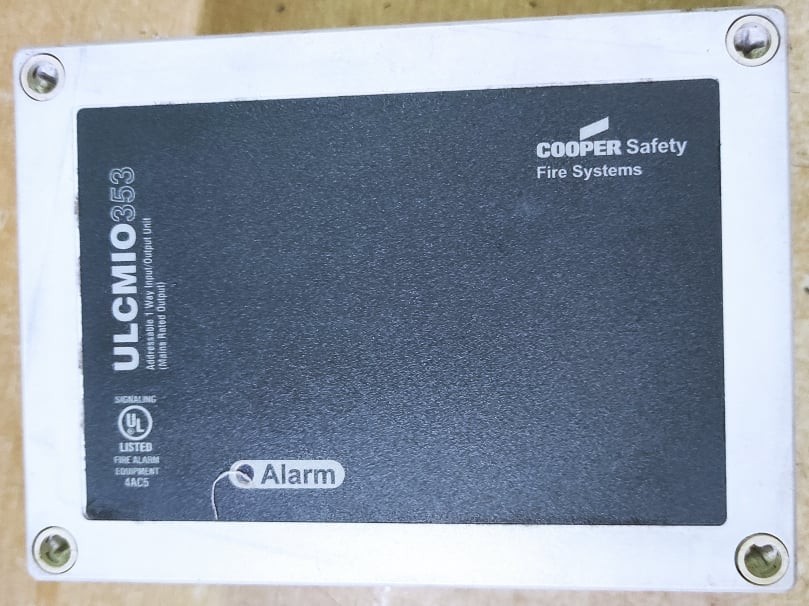 COOPER Safety
Fire Systems
ULCMIO353
Addressable 1 Way Input/Output Unit
(Mains Rated Output)
SIGNALING
UL
LISTED
FIRE ALARM
EQUIPMENT
4AC5
Alarm